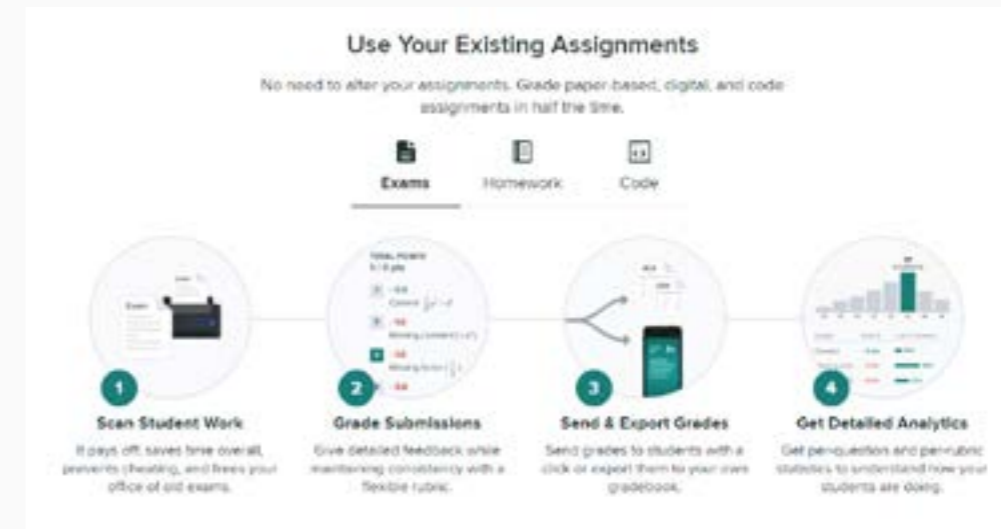 Use Your Existing Assignments
No need to alter your assignments. Grade paper-based, digital, and code
assignments in half the time.
Exams
Homework
Code
Exam
TOTAL POINTS
1
2
3
4
Scan Student Work
It pays off: saves time overall,
prevents cheating, and frees your
office of old exams.
Grade Submissions
Give detailed feedback while
maintaining consistency with a
flexible rubric.
Send & Export Grades
Send grades to students with a
click or export them to your own
gradebook.
Get Detailed Analytics
Get per-question and per-rubric
statistics to understand how your
students are doing.